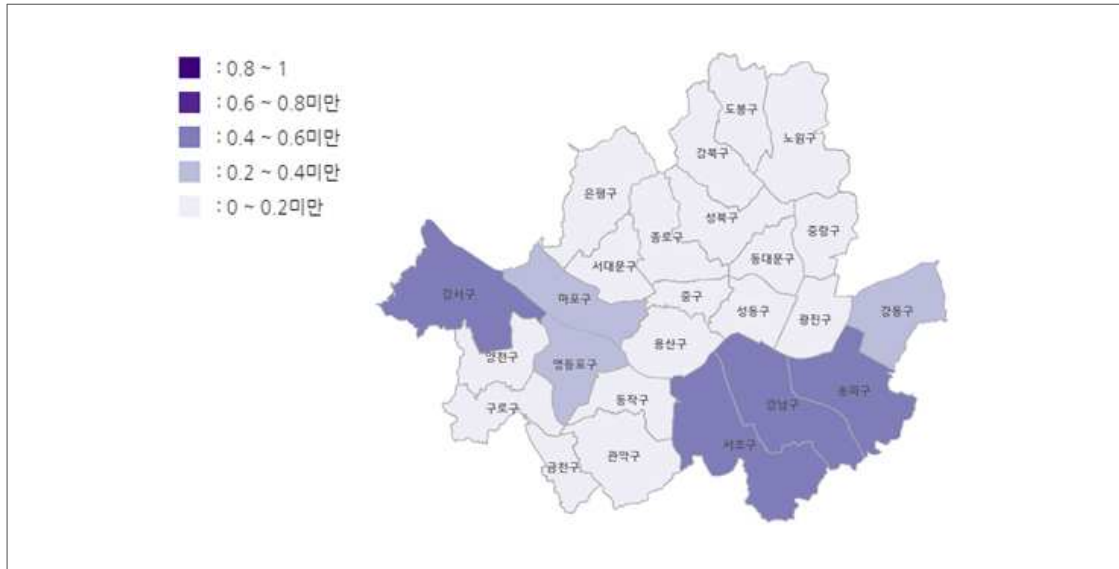 : 0.8 ~ 1
: 0.6 ~ 0.8미만
: 0.4 ~ 0.6미만
: 0.2 ~ 0.4미만
: 0 ~ 0.2미만
도봉구
노원구
강북구
은평구
성북구
중랑구
종로구
동대문구
서대문구
강서구
마포구
중구
성동구
광진구
강동구
용산구
양천구
영등포구
송파구
동작구
강남구
구로구
서초구
관악구
금천구